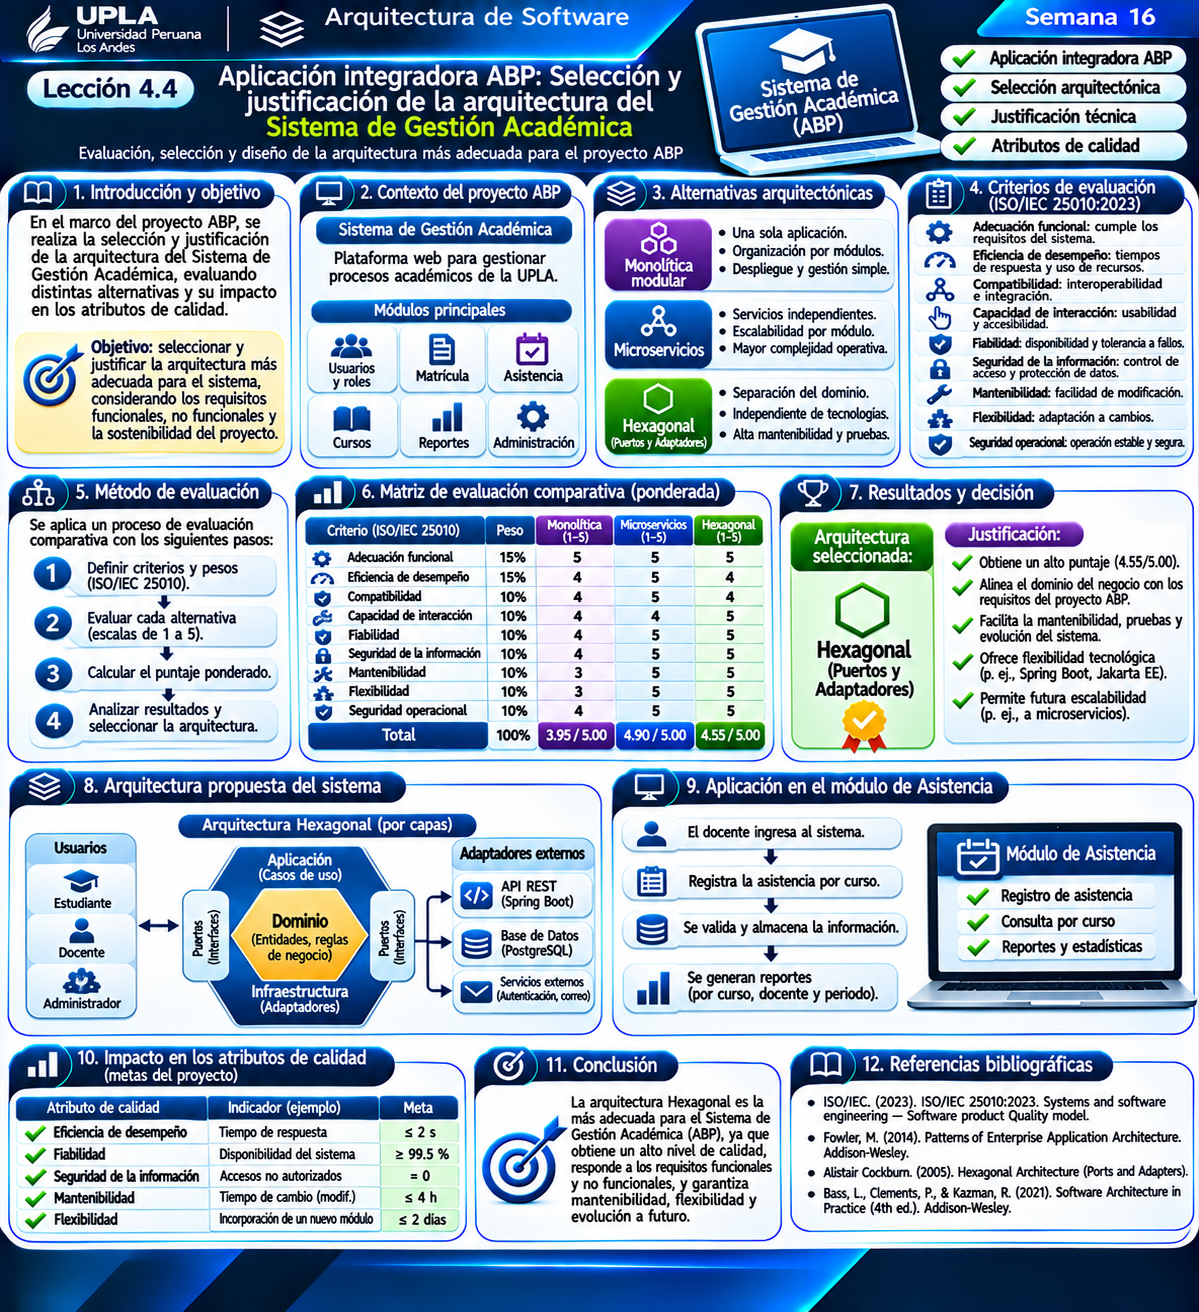 UPLA
Universidad Peruana
Los Andes
Arquitectura de Software
Semana 16
Lección 4.4
Aplicación integradora ABP: Selección y
justificación de la arquitectura del
Sistema de Gestión Académica
Evaluación, selección y diseño de la arquitectura más adecuada para el proyecto ABP
Sistema de
Gestión Académica
(ABP)
Aplicación integradora ABP
Selección arquitectónica
Justificación técnica
Atributos de calidad
1. Introducción y objetivo
En el marco del proyecto ABP, se
realiza la selección y justificación
de la arquitectura del Sistema de
Gestión Académica, evaluando
distintas alternativas y su impacto
en los atributos de calidad.
Objetivo: seleccionar y
justificar la arquitectura más
adecuada para el sistema,
considerando los requisitos
funcionales, no funcionales y
la sostenibilidad del proyecto.
2. Contexto del proyecto ABP
Sistema de Gestión Académica
Plataforma web para gestionar
procesos académicos de la UPLA.
Módulos principales
Usuarios
y roles
Matrícula
Asistencia
Cursos
Reportes
Administración
3. Alternativas arquitectónicas
Monolítica
modular
• Una sola aplicación.
• Organización por módulos.
• Despliegue y gestión simple.
Microservicios
• Servicios independientes.
• Escalabilidad por módulo.
• Mayor complejidad operativa.
Hexagonal
(Puertos y Adaptadores)
• Separación del dominio.
• Independiente de tecnologías.
• Alta mantenibilidad y pruebas.
4. Criterios de evaluación
(ISO/IEC 25010:2023)
Adecuación funcional: cumple los
requisitos del sistema.
Eficiencia de desempeño: tiempos
de respuesta y uso de recursos.
Compatibilidad: interoperabilidad
e integración.
Capacidad de interacción: usabilidad
y accesibilidad.
Fiabilidad: disponibilidad y tolerancia a fallos.
Seguridad de la información: control de
acceso y protección de datos.
Mantenibilidad: facilidad de modificación.
Flexibilidad: adaptación a cambios.
Seguridad operacional: operación estable y segura.
5. Método de evaluación
Se aplica un proceso de evaluación
comparativa con los siguientes pasos:
1 Definir criterios y pesos
(ISO/IEC 25010).
2 Evaluar cada alternativa
(escalas de 1 a 5).
3 Calcular el puntaje ponderado.
4 Analizar resultados y
seleccionar la arquitectura.
6. Matriz de evaluación comparativa (ponderada)
Criterio (ISO/IEC 25010) Peso Monolítica (1–5) Microservicios (1–5) Hexagonal (1–5)
Adecuación funcional 15% 5 5 5
Eficiencia de desempeño 15% 4 5 4
Compatibilidad 10% 4 5 4
Capacidad de interacción 10% 4 4 5
Fiabilidad 10% 4 5 5
Seguridad de la información 10% 4 5 5
Mantenibilidad 10% 3 5 5
Flexibilidad 10% 3 5 5
Seguridad operacional 10% 4 5 5
Total 100% 3.95 / 5.00 4.90 / 5.00 4.55 / 5.00
7. Resultados y decisión
Arquitectura
seleccionada:
Hexagonal
(Puertos y
Adaptadores)
Justificación:
Obtiene un alto puntaje (4.55/5.00).
Alinea el dominio del negocio con los
requisitos del proyecto ABP.
Facilita la mantenibilidad, pruebas y
evolución del sistema.
Ofrece flexibilidad tecnológica
(p. ej., Spring Boot, Jakarta EE).
Permite futura escalabilidad
(p. ej., a microservicios).
8. Arquitectura propuesta del sistema
Arquitectura Hexagonal (por capas)
Usuarios
Estudiante
Docente
Administrador
Puertos
(Interfaces)
Aplicación
(Casos de uso)
Dominio
(Entidades, reglas
de negocio)
Infraestructura
(Adaptadores)
Puertos
(Interfaces)
Adaptadores externos
</> API REST
(Spring Boot)
Base de Datos
(PostgreSQL)
Servicios externos
(Autenticación, correo)
9. Aplicación en el módulo de Asistencia
El docente ingresa al sistema.
Registra la asistencia por curso.
Se valida y almacena la información.
Se generan reportes
(por curso, docente y periodo).
Módulo de Asistencia
Registro de asistencia
Consulta por curso
Reportes y estadísticas
10. Impacto en los atributos de calidad
(metas del proyecto)
Atributo de calidad Indicador (ejemplo) Meta
Eficiencia de desempeño Tiempo de respuesta ≤ 2 s
Fiabilidad Disponibilidad del sistema ≥ 99.5 %
Seguridad de la información Accesos no autorizados = 0
Mantenibilidad Tiempo de cambio (modif.) ≤ 4 h
Flexibilidad Incorporación de un nuevo módulo ≤ 2 días
11. Conclusión
La arquitectura Hexagonal es la
más adecuada para el Sistema de
Gestión Académica (ABP), ya que
obtiene un alto nivel de calidad,
responde a los requisitos funcionales
y no funcionales, y garantiza
mantenibilidad, flexibilidad y
evolución a futuro.
12. Referencias bibliográficas
• ISO/IEC. (2023). ISO/IEC 25010:2023. Systems and software
engineering — Software product Quality model.
• Fowler, M. (2014). Patterns of Enterprise Application Architecture.
Addison-Wesley.
• Alistair Cockburn. (2005). Hexagonal Architecture (Ports and Adapters).
• Bass, L., Clements, P., & Kazman, R. (2021). Software Architecture in
Practice (4th ed.). Addison-Wesley.